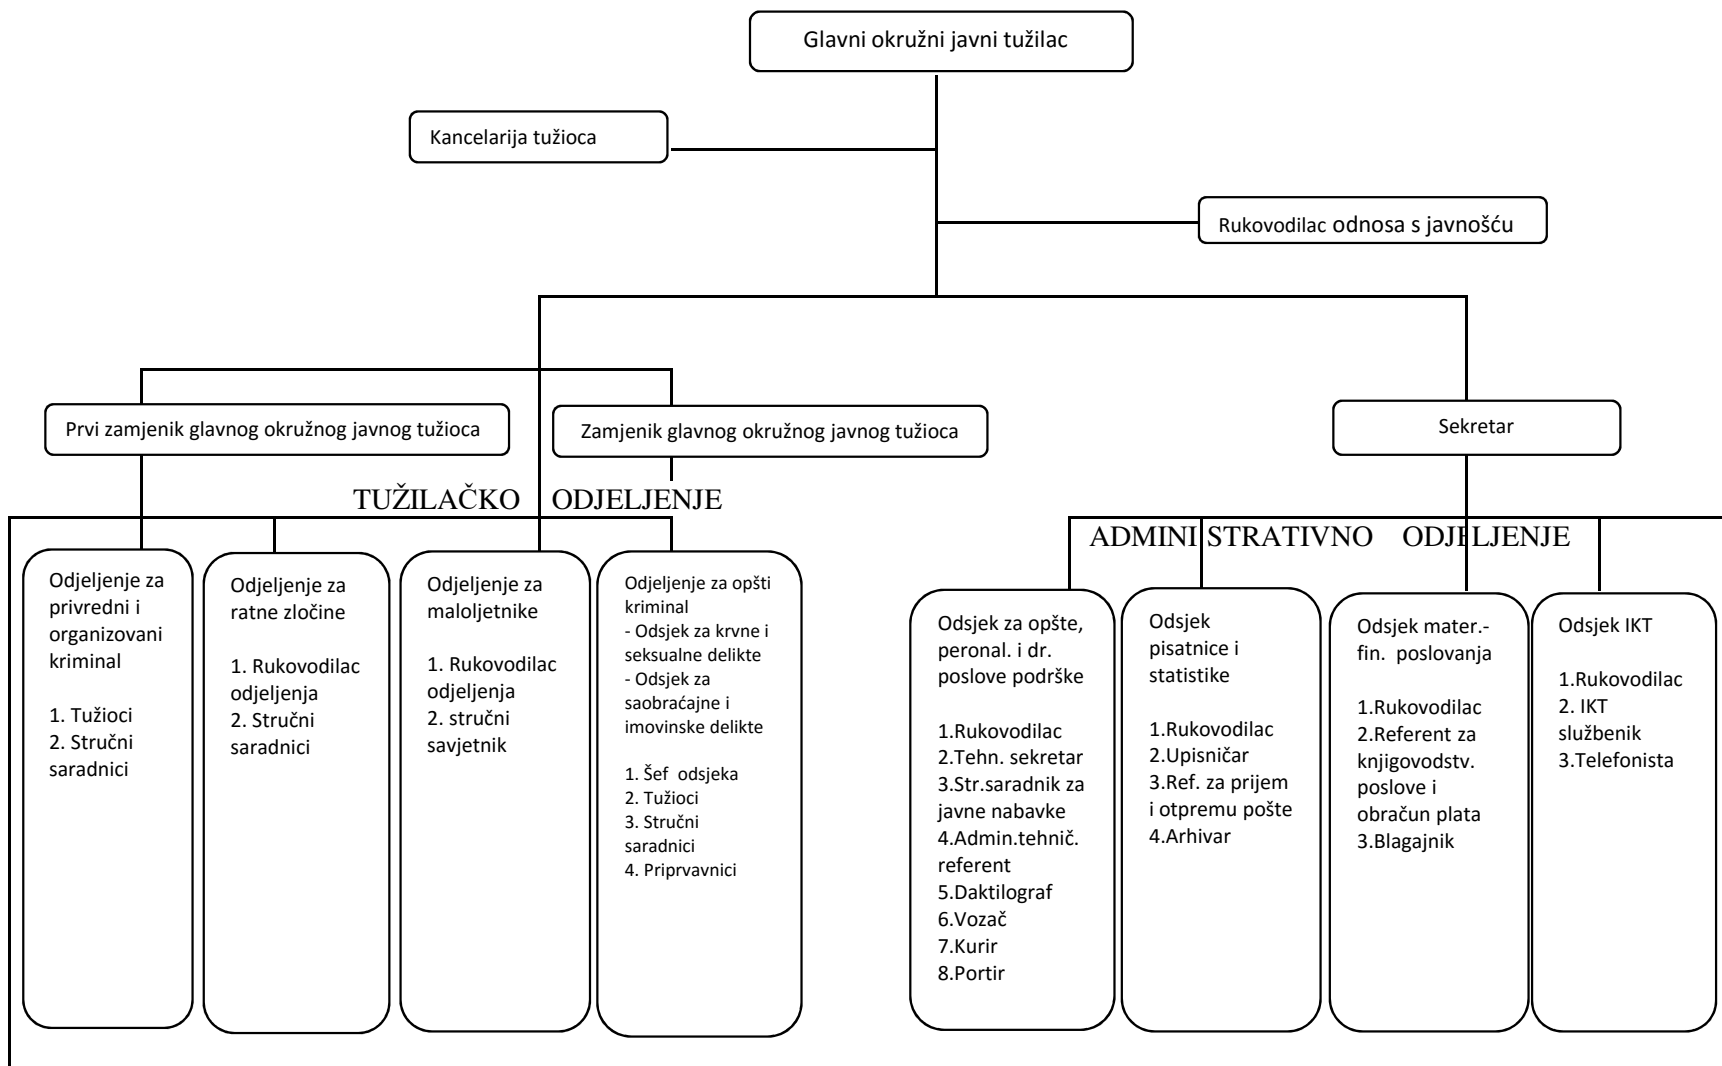 Glavni okružni javni tužilac
Kancelarija tužioca
Rukovodilac odnosa s javnošću
Prvi zamjenik glavnog okružnog javnog tužioca
Zamjenik glavnog okružnog javnog tužioca
Sekretar
TUŽILAČKO ODJELJENJE
ADMINISTRATIVNO ODJELJENJE
Odjeljenje za
privredni i
organizovani
kriminal
1. Tužioci
2. Stručni
saradnici
Odjeljenje za
ratne zločine
1. Rukovodilac
odjeljenja
2. Stručni
saradnici
Odjeljenje za
maloljetnike
1. Rukovodilac
odjeljenja
2. stručni
savjetnik
Odjeljenje za opšti
kriminal
- Odsjek za krvne i
seksualne delikte
- Odsjek za
saobraćajne i
imovinske delikte
1. Šef odsjeka
2. Tužioci
3. Stručni
saradnici
4. Priprvavnici
Odsjek za opšte,
peronal. i dr.
poslove podrške
1.Rukovodilac
2.Tehn. sekretar
3.Str.saradnik za
javne nabavke
4.Admin.tehnič.
referent
5.Daktilograf
6.Vozač
7.Kurir
8.Portir
Odsjek
pisatnice i
statistike
1.Rukovodilac
2.Upisničar
3.Ref. za prijem
i otpremu pošte
4.Arhivar
Odsjek mater.-
fin. poslovanja
1.Rukovodilac
2.Referent za
knjigovodstv.
poslove i
obračun plata
3.Blagajnik
Odsjek IKT
1.Rukovodilac
2. IKT
službenik
3.Telefonista